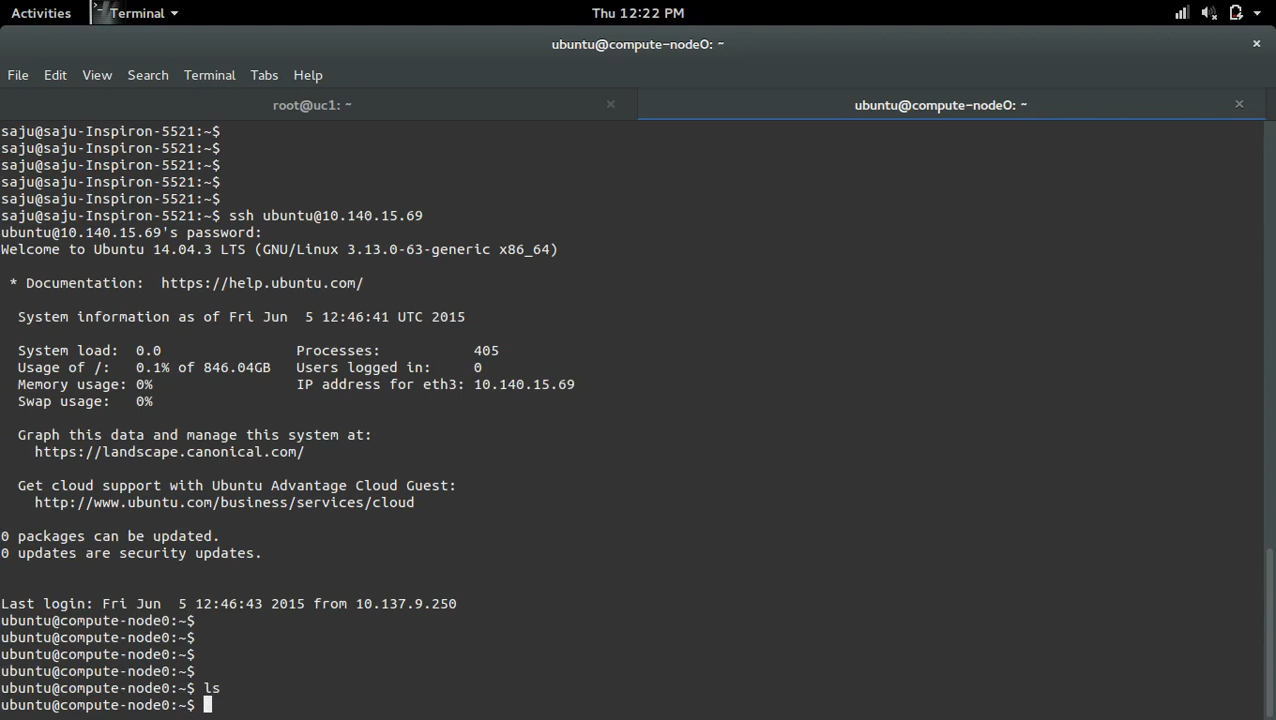 Activities Terminal Thu 12:22 PM
ubuntu@compute-node0: ~ ×
File Edit View Search Terminal Tabs Help
root@uc1: ~ × ubuntu@compute-node0: ~ ×
saju@saju-Inspiron-5521:~$
saju@saju-Inspiron-5521:~$
saju@saju-Inspiron-5521:~$
saju@saju-Inspiron-5521:~$
saju@saju-Inspiron-5521:~$
saju@saju-Inspiron-5521:~$ ssh ubuntu@10.140.15.69
ubuntu@10.140.15.69's password:
Welcome to Ubuntu 14.04.3 LTS (GNU/Linux 3.13.0-63-generic x86_64)
* Documentation: https://help.ubuntu.com/
System information as of Fri Jun 5 12:46:41 UTC 2015
System load: 0.0 Processes: 405
Usage of /: 0.1% of 846.04GB Users logged in: 0
Memory usage: 0% IP address for eth3: 10.140.15.69
Swap usage: 0%
Graph this data and manage this system at:
https://landscape.canonical.com/
Get cloud support with Ubuntu Advantage Cloud Guest:
http://www.ubuntu.com/business/services/cloud
0 packages can be updated.
0 updates are security updates.
Last login: Fri Jun 5 12:46:43 2015 from 10.137.9.250
ubuntu@compute-node0:~$
ubuntu@compute-node0:~$
ubuntu@compute-node0:~$
ubuntu@compute-node0:~$
ubuntu@compute-node0:~$ ls
ubuntu@compute-node0:~$